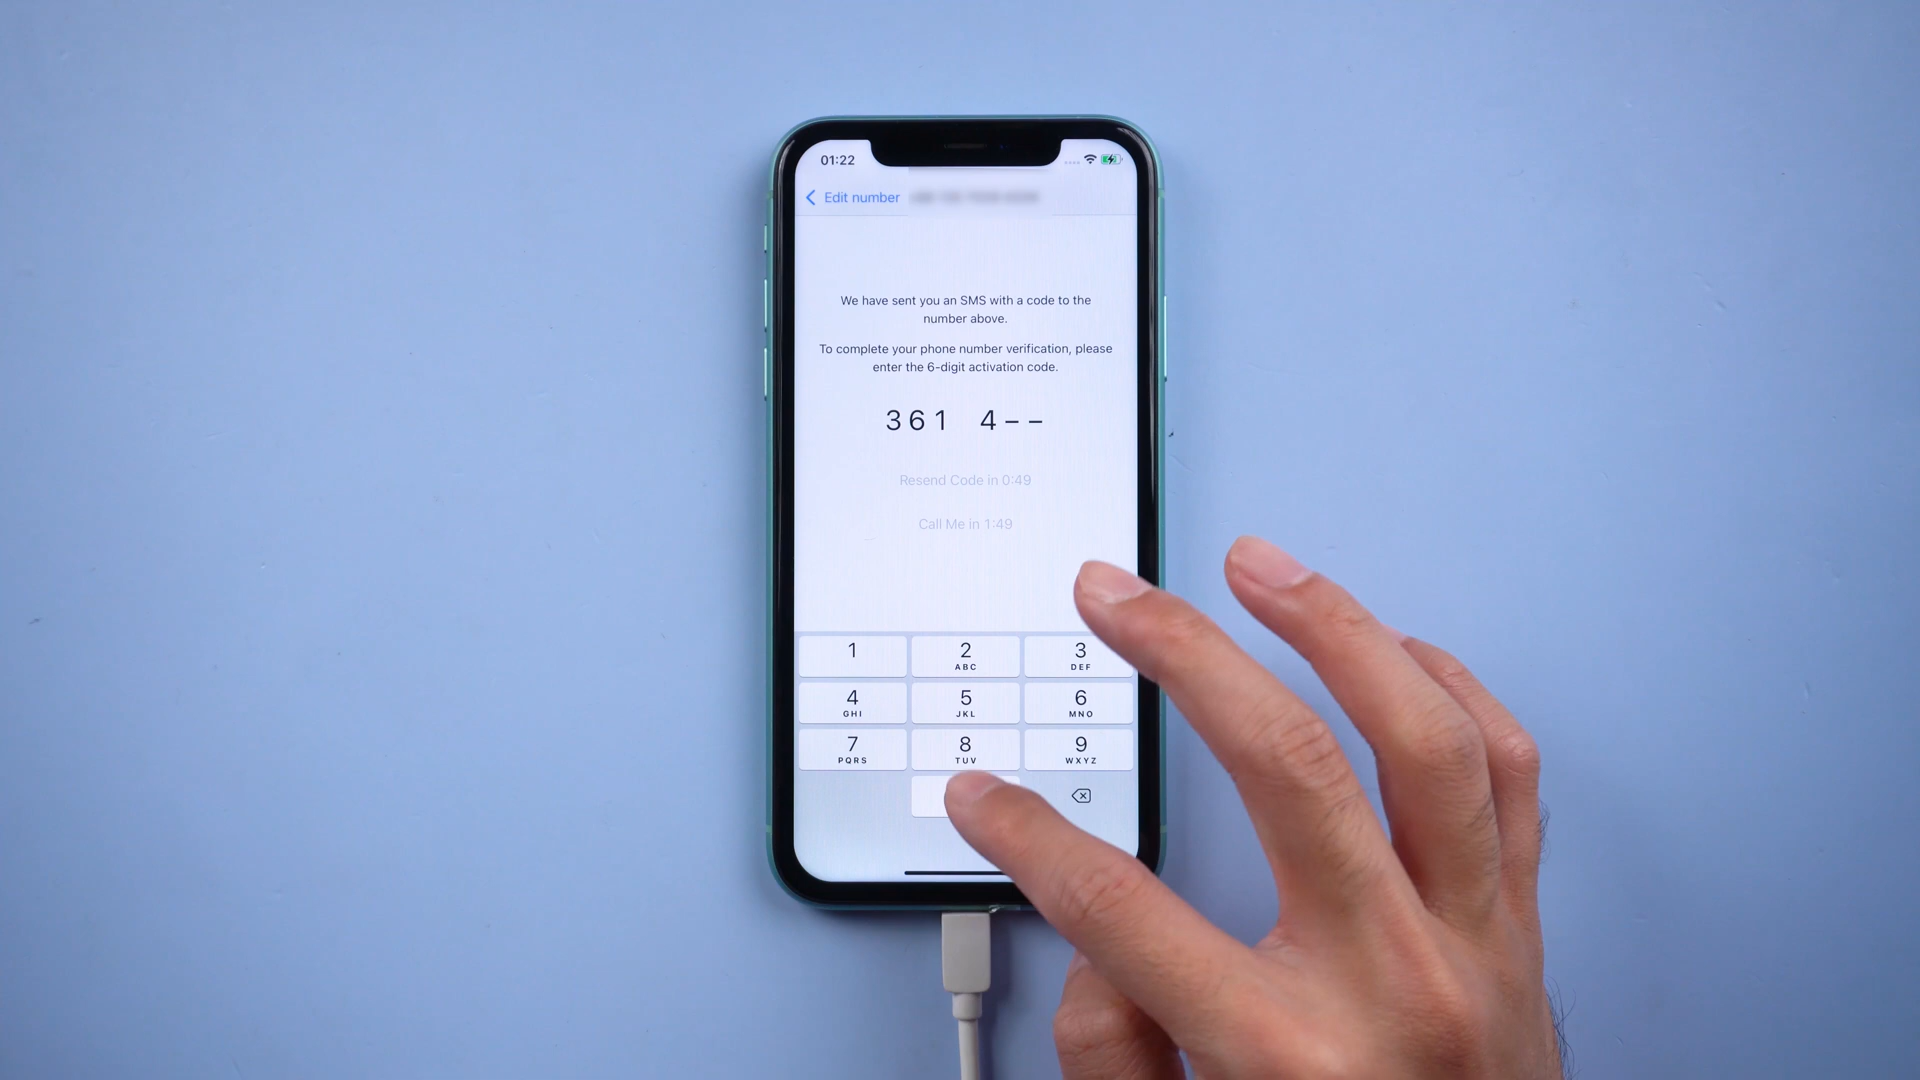 01:22
Edit number
We have sent you an SMS with a code to the
number above.
To complete your phone number verification, please
enter the 6-digit activation code.
361 4––
Resend Code in 0:49
Call Me in 1:49
1 2 3
ABC DEF
4 5 6
GHI JKL MNO
7 8 9
PQRS TUV WXYZ